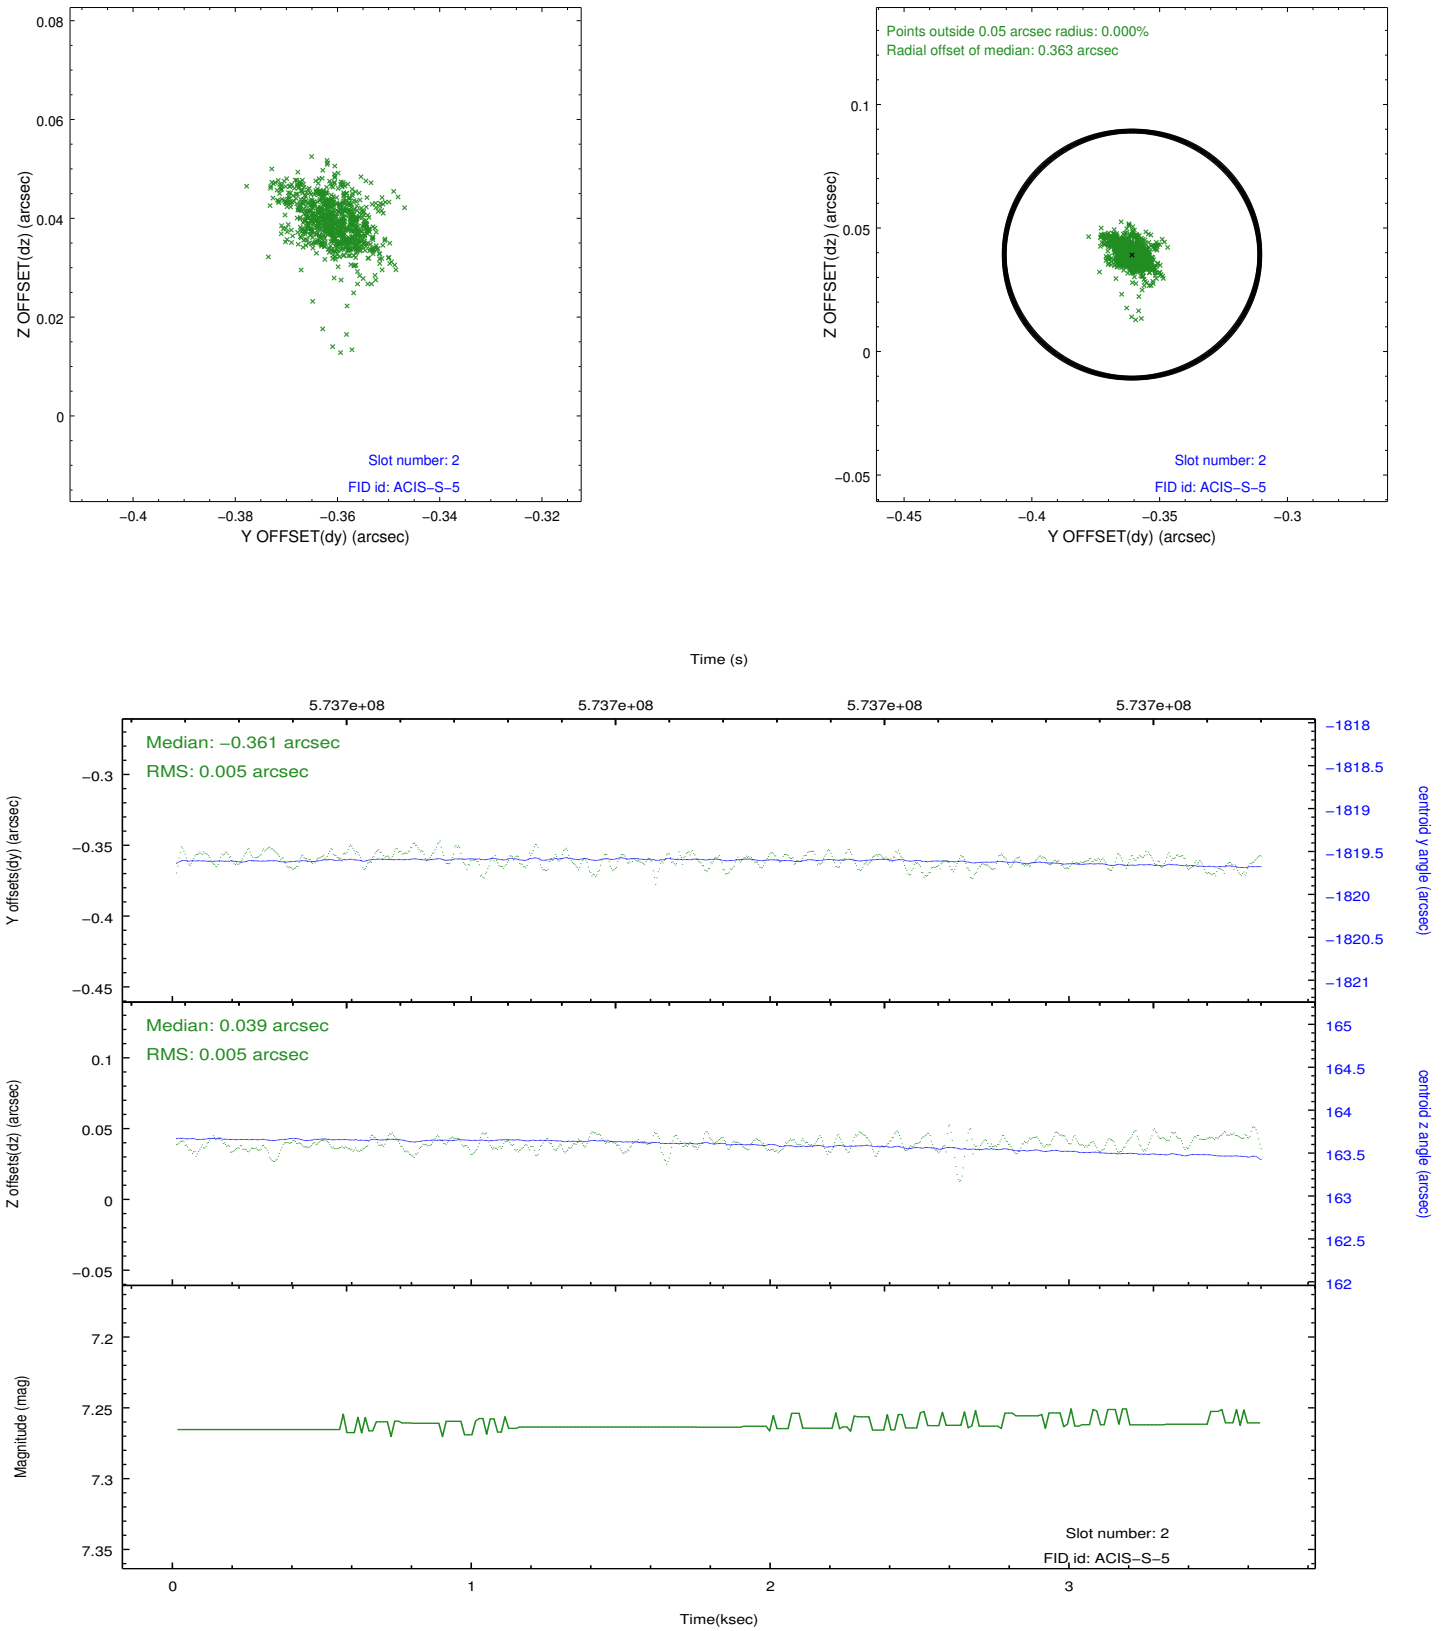 0.08
0.06
0.04
0.02
0
Z OFFSET(dz) (arcsec)
Slot number: 2
FID id: ACIS−S−5
−0.4
−0.38
−0.36
−0.34
−0.32
Y OFFSET(dy) (arcsec)
Points outside 0.05 arcsec radius: 0.000%
Radial offset of median: 0.363 arcsec
0.1
0.05
0
−0.05
Z OFFSET(dz) (arcsec)
Slot number: 2
FID id: ACIS−S−5
−0.45
−0.4
−0.35
−0.3
Y OFFSET(dy) (arcsec)
Time (s)
5.737e+08
5.737e+08
5.737e+08
5.737e+08
Median: −0.361 arcsec
RMS: 0.005 arcsec
−0.3
−0.35
−0.4
−0.45
Y offsets(dy) (arcsec)
−1818
−1818.5
−1819
−1819.5
−1820
−1820.5
−1821
centroid y angle (arcsec)
Median: 0.039 arcsec
RMS: 0.005 arcsec
0.1
0.05
0
−0.05
Z offsets(dz) (arcsec)
165
164.5
164
163.5
163
162.5
162
centroid z angle (arcsec)
7.2
7.25
7.3
7.35
Magnitude (mag)
Slot number: 2
FID id: ACIS−S−5
0
1
2
3
Time(ksec)